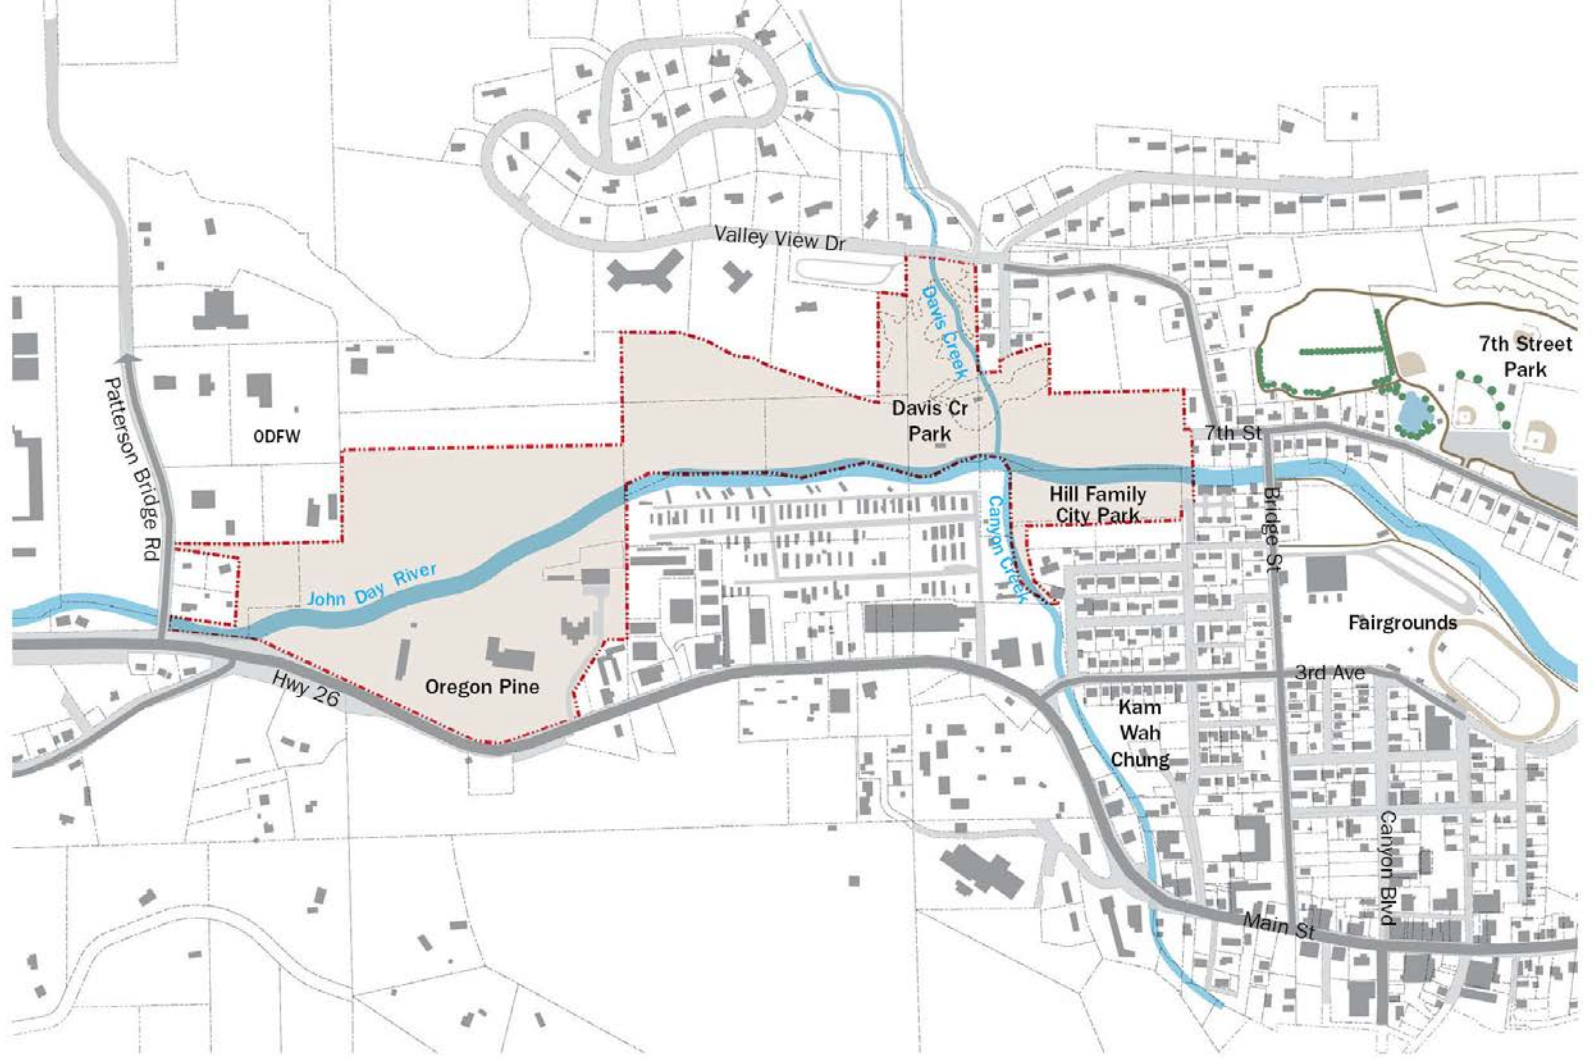 Valley View Dr
Davis Creek
7th Street
Park
Patterson Bridge Rd
ODFW
Davis Cr
Park
7th St
Hill Family
City Park
Bridge St
Canyon Creek
John Day River
Fairgrounds
Oregon Pine
Hwy 26
3rd Ave
Kam
Wah
Chung
Canyon Blvd
Main St